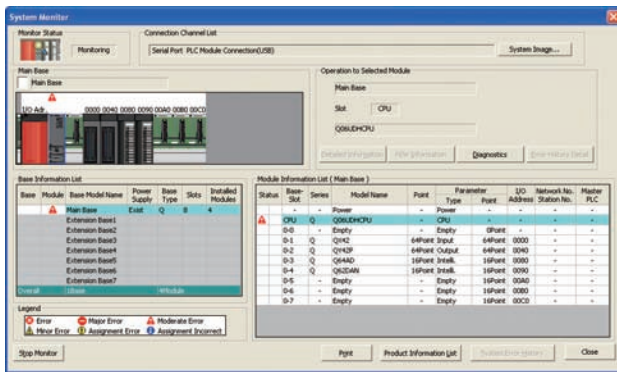 System Monitor
Monitor Status
Connection Channel List
Monitoring
Serial Port PLC Module Connection(USB)
System Image...
Main Base
Main Base
I/O Adr. 0000 0040 0080 0090 00A0 00B0 00C0
Operation to Selected Module
Main Base
Slot CPU
Q06UDHCPU
Detailed Information
H/W Information
Diagnostics
Error History Detail
Base Information List
Base Module Base Model Name Power Supply Base Type Slots Installed Modules
Main Base Exist Q 8 4
Extension Base1
Extension Base2
Extension Base3
Extension Base4
Extension Base5
Extension Base6
Extension Base7
Overall 1Base 4Module
Legend
Error Major Error Moderate Error
Minor Error Assignment Error Assignment Incorrect
Module Information List ( Main Base )
Status Base-Slot Series Model Name Point Parameter Type Point I/O Address Network No. Station No. Master PLC
- - Power - Power - - - -
CPU Q Q06UDHCPU - CPU - - - -
0-0 - Empty - Empty 0Point - - -
0-1 Q QX42 64Point Input 64Point 0000 - -
0-2 Q QY42P 64Point Output 64Point 0040 - -
0-3 Q Q64AD 16Point Intelli. 16Point 0080 - -
0-4 Q Q62DAN 16Point Intelli. 16Point 0090 - -
0-5 - Empty - Empty 16Point 00A0 - -
0-6 - Empty - Empty 16Point 00B0 - -
0-7 - Empty - Empty 16Point 00C0 - -
Stop Monitor
Print
Product Information List
System Error History
Close